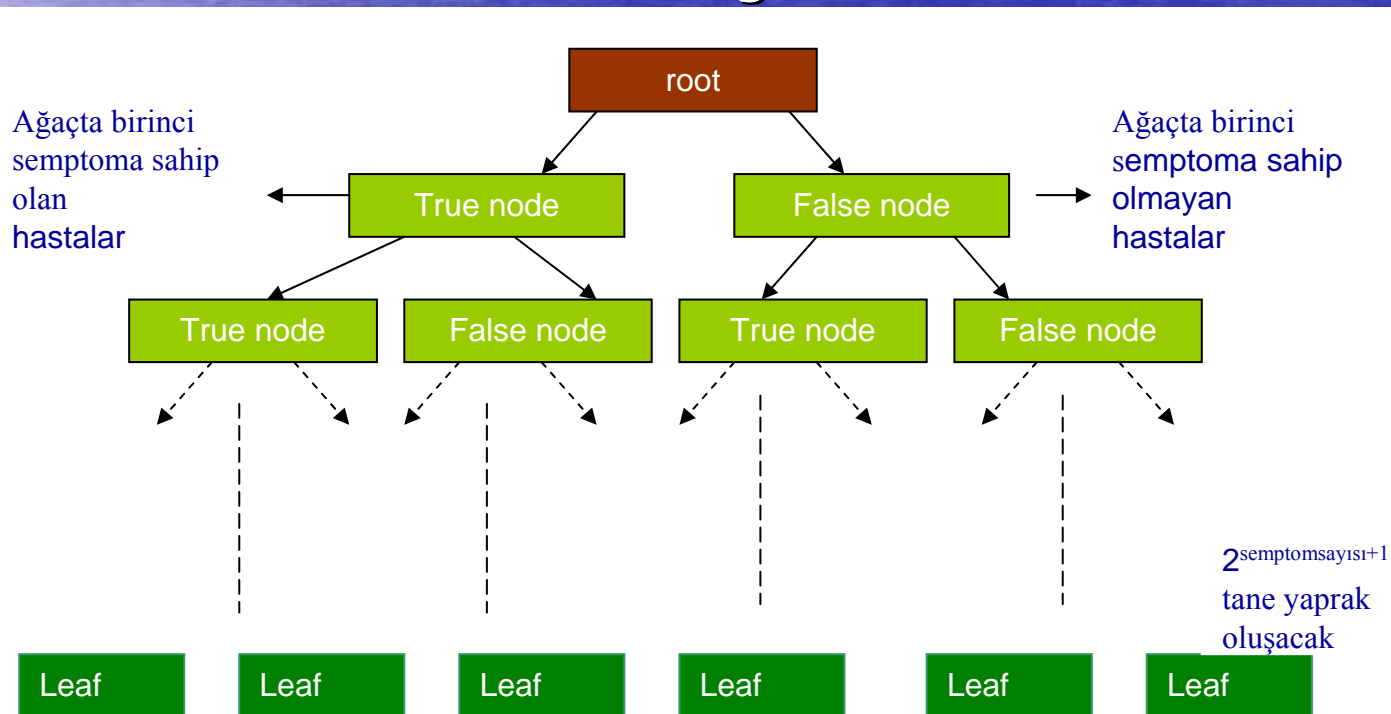 root
Ağaçta birinci
semptoma sahip
olan
hastalar
Ağaçta birinci
semptoma sahip
olmayan
hastalar
True node
False node
True node
False node
True node
False node
2semptomsayısı+1
tane yaprak
oluşacak
Leaf
Leaf
Leaf
Leaf
Leaf
Leaf